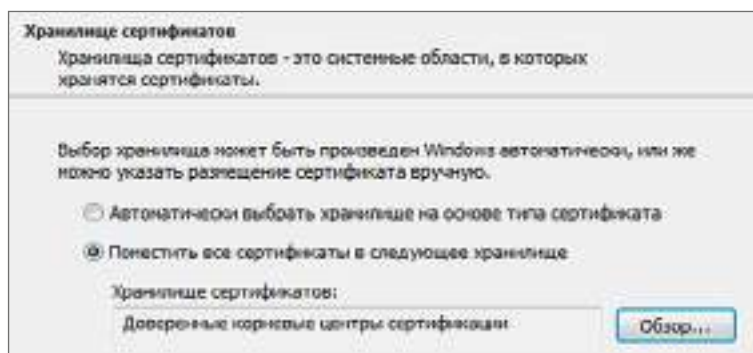 Хранилище сертификатов
Хранилища сертификатов - это системные области, в которых
хранятся сертификаты.
Выбор хранилища может быть произведен Windows автоматически, или же
можно указать размещение сертификата вручную.
Автоматически выбрать хранилище на основе типа сертификата
Поместить все сертификаты в следующее хранилище
Хранилище сертификатов:
Доверенные корневые центры сертификации
Обзор...